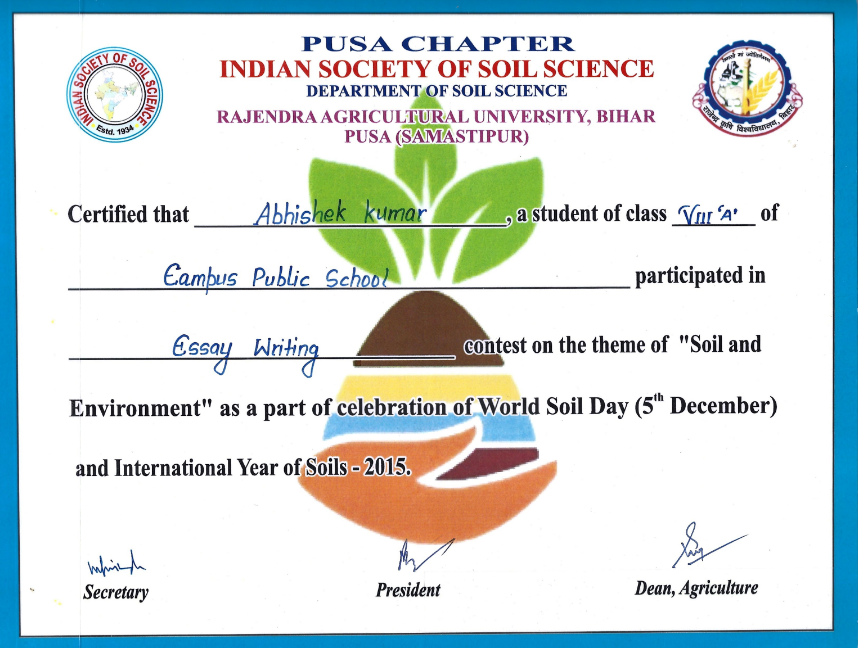 PUSA CHAPTER
INDIAN SOCIETY OF SOIL SCIENCE
DEPARTMENT OF SOIL SCIENCE
RAJENDRA AGRICULTURAL UNIVERSITY, BIHAR
PUSA (SAMASTIPUR)
INDIAN SOCIETY OF SOIL SCIENCE
Estd. 1934
राजेन्द्र कृषि विश्वविद्यालय, बिहार
Certified that Abhishek Kumar, a student of class VIII 'A' of
Campus Public School participated in
Essay Writing contest on the theme of "Soil and
Environment" as a part of celebration of World Soil Day (5th December)
and International Year of Soils - 2015.
Secretary
President
Dean, Agriculture